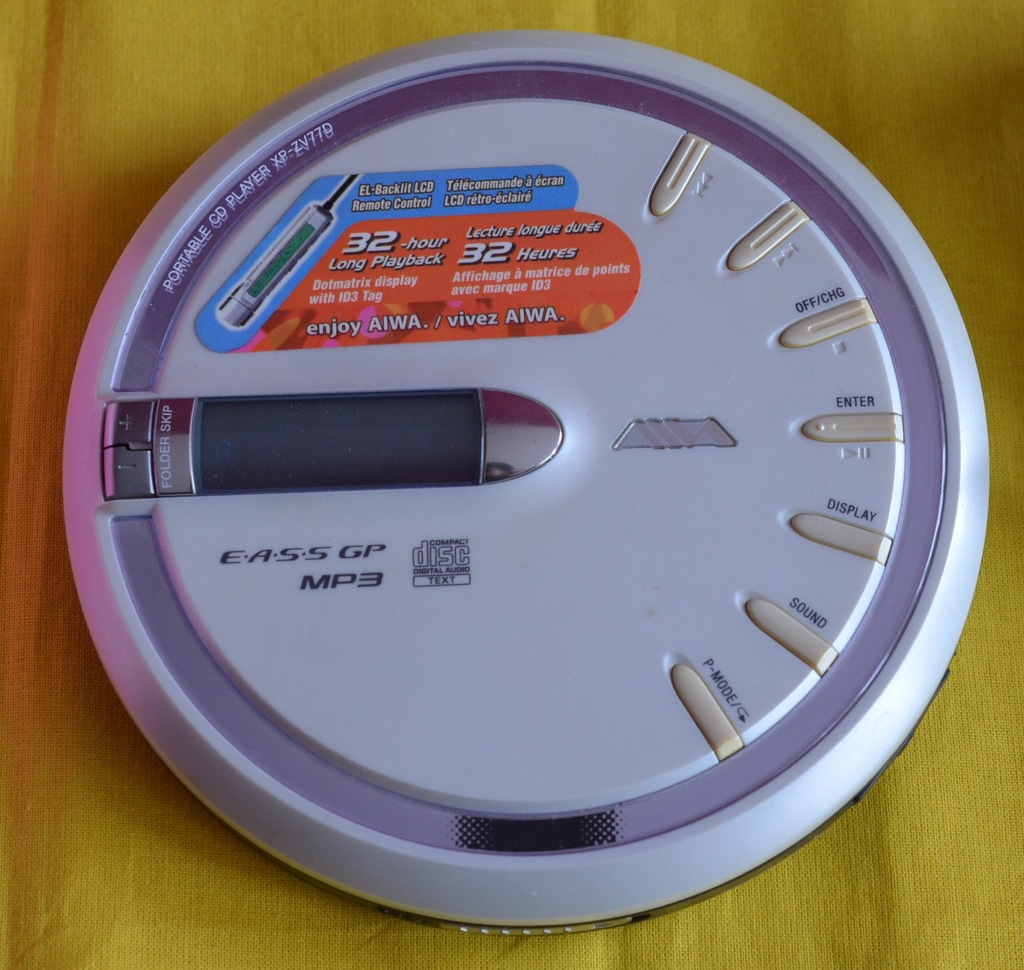 PORTABLE CD PLAYER XP-ZV77D
EL-Backlit LCD
Remote Control
Télécommande à écran
LCD rétro-éclairé
32-hour
Long Playback
Lecture longue durée
32 Heures
Dotmatrix display
with ID3 Tag
Affichage à matrice de points
avec marque ID3
enjoy AIWA. / vivez AIWA.
+
−
FOLDER SKIP
AIWA
OFF/CHG
ENTER
DISPLAY
SOUND
P-MODE/
E·A·S·S GP
MP3
COMPACT
disc
DIGITAL AUDIO
TEXT